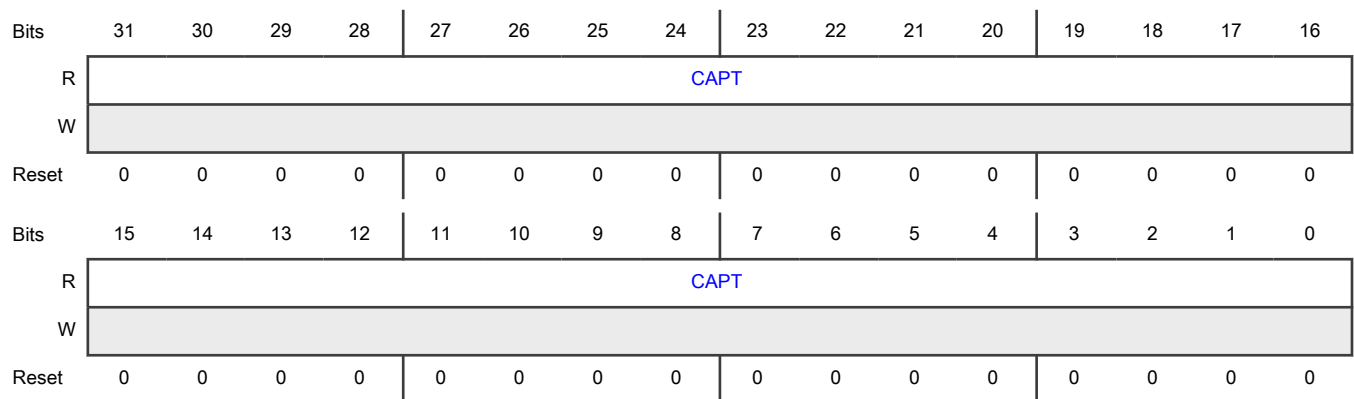 Bits 31 30 29 28 27 26 25 24 23 22 21 20 19 18 17 16
R CAPT
W
Reset 0 0 0 0 0 0 0 0 0 0 0 0 0 0 0 0
Bits 15 14 13 12 11 10 9 8 7 6 5 4 3 2 1 0
R CAPT
W
Reset 0 0 0 0 0 0 0 0 0 0 0 0 0 0 0 0